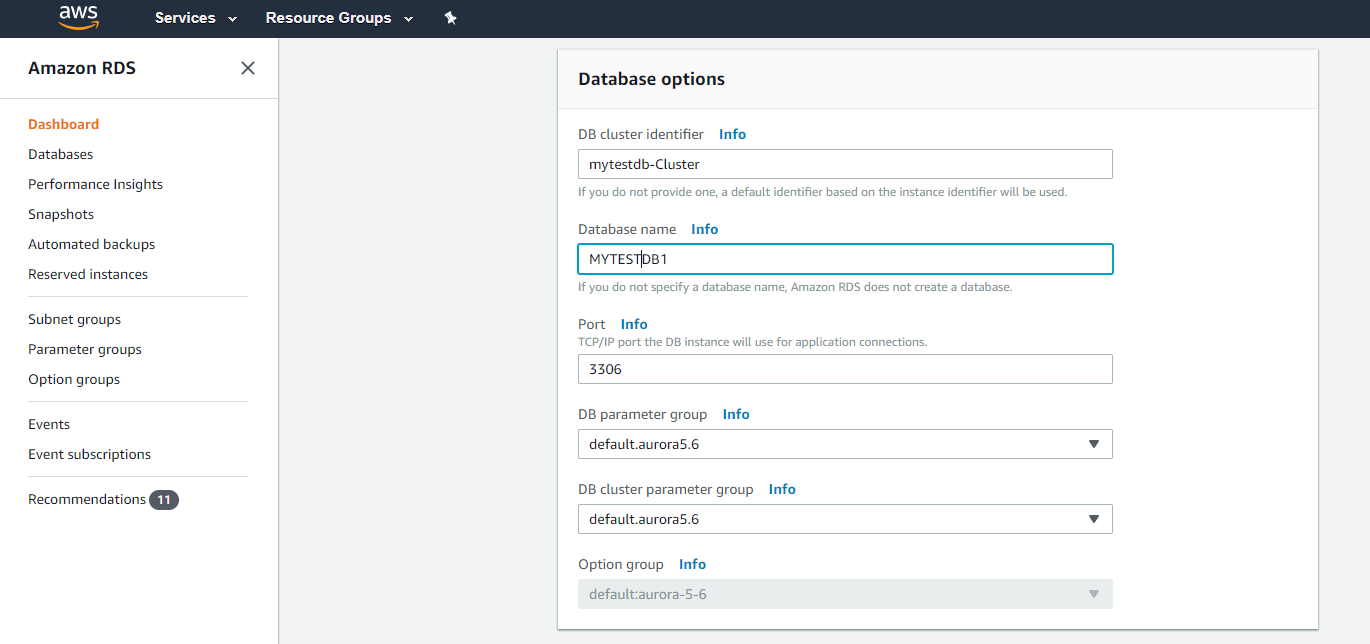 aws Services Resource Groups
Amazon RDS
Dashboard
Databases
Performance Insights
Snapshots
Automated backups
Reserved instances
Subnet groups
Parameter groups
Option groups
Events
Event subscriptions
Recommendations 11
Database options
DB cluster identifier Info
mytestdb-Cluster
If you do not provide one, a default identifier based on the instance identifier will be used.
Database name Info
MYTESTDB1
If you do not specify a database name, Amazon RDS does not create a database.
Port Info
TCP/IP port the DB instance will use for application connections.
3306
DB parameter group Info
default.aurora5.6
DB cluster parameter group Info
default.aurora5.6
Option group Info
default:aurora-5-6